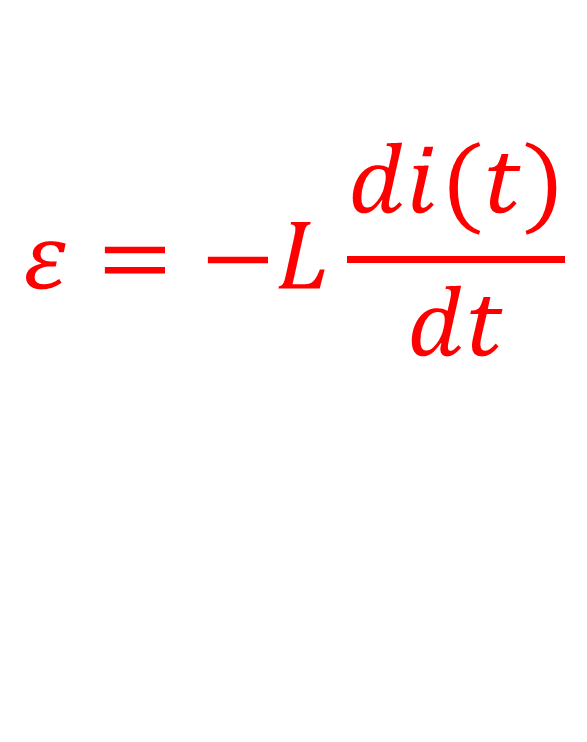 ε = −L di(t)/dt